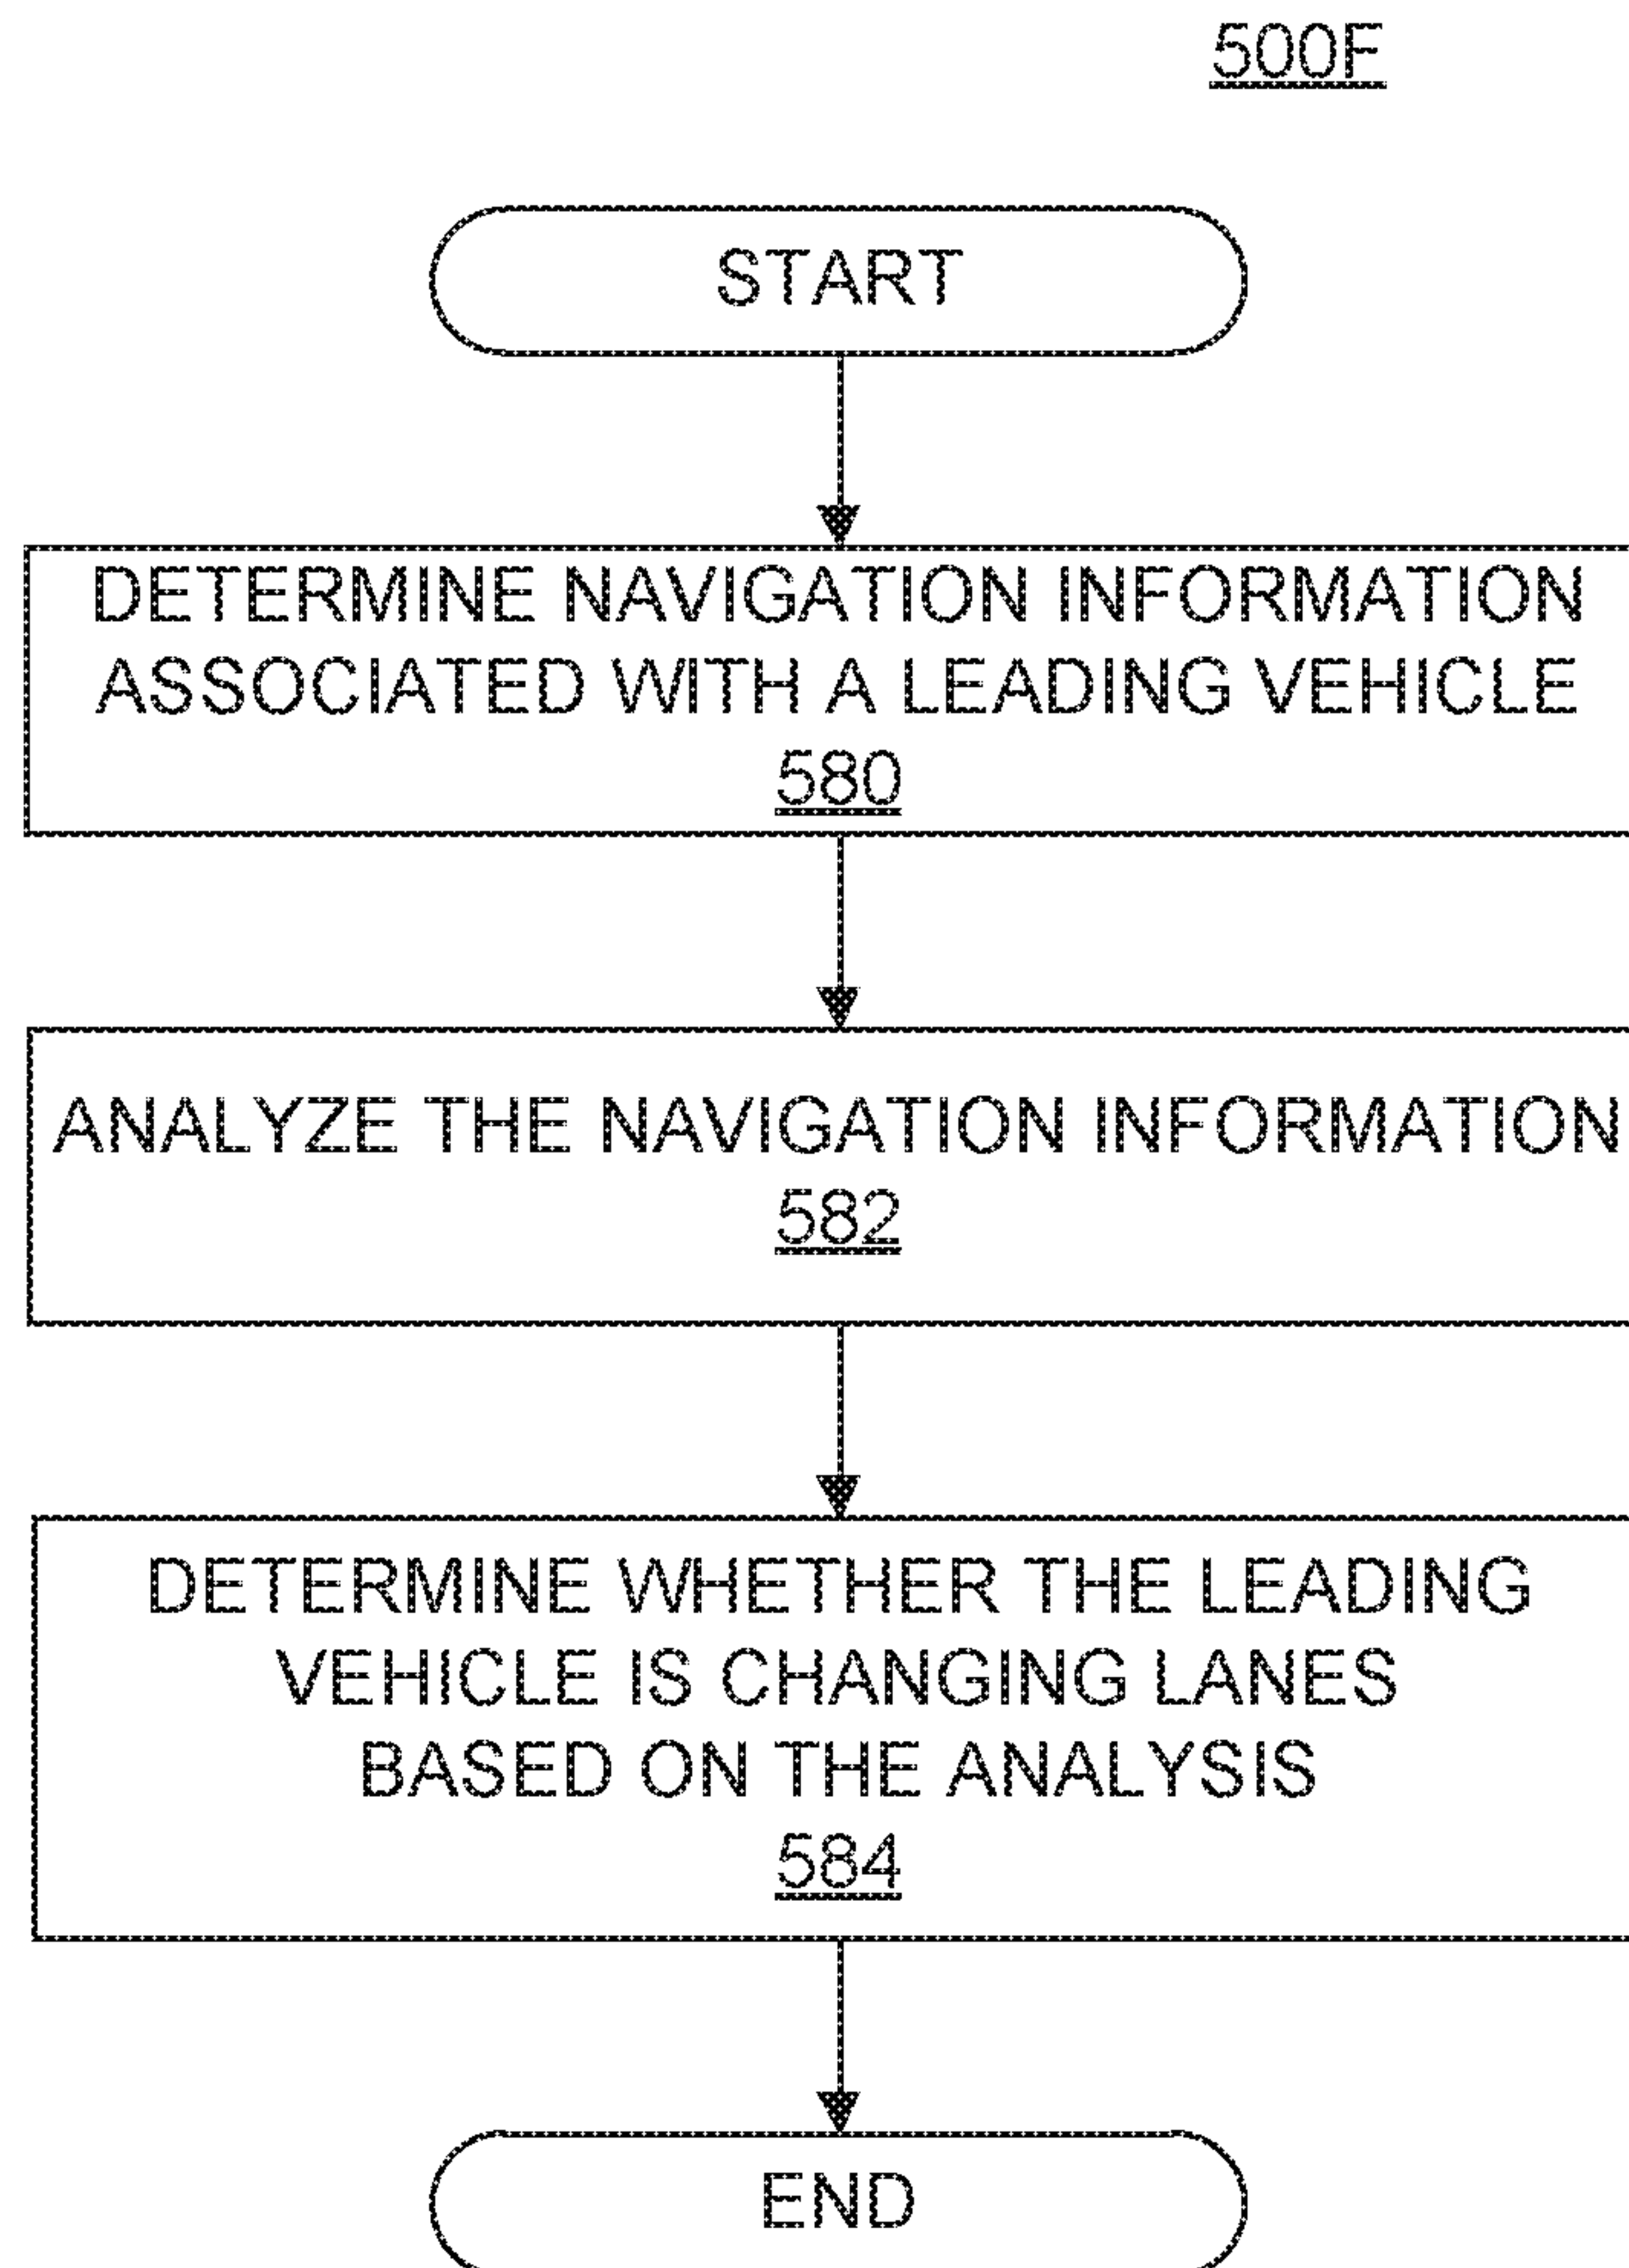 500F
START
DETERMINE NAVIGATION INFORMATION
ASSOCIATED WITH A LEADING VEHICLE
580
ANALYZE THE NAVIGATION INFORMATION
582
DETERMINE WHETHER THE LEADING
VEHICLE IS CHANGING LANES
BASED ON THE ANALYSIS
584
END